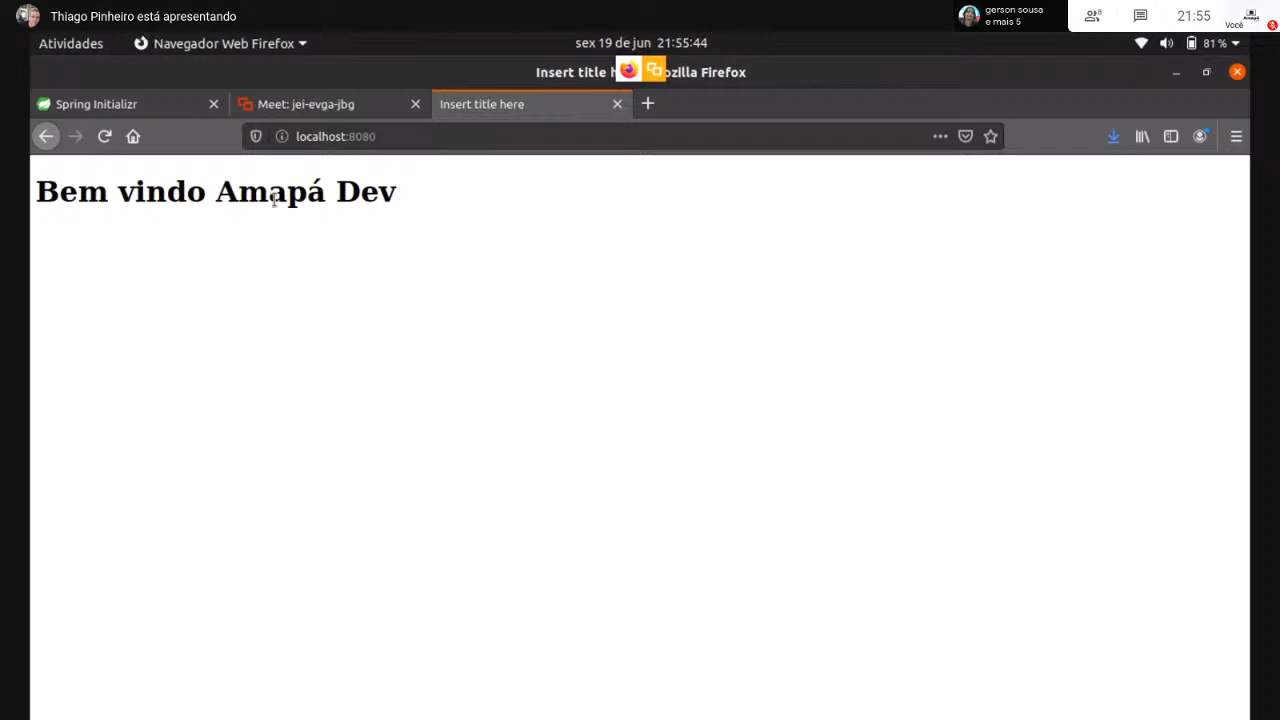 Thiago Pinheiro está apresentando
gerson sousa
e mais 5
8
21:55
Você
Atividades
Navegador Web Firefox
sex 19 de jun 21:55:44
81%
Insert title h
ozilla Firefox
Spring Initializr
Meet: jei-evga-jbg
Insert title here
localhost:8080
Bem vindo Amapá Dev